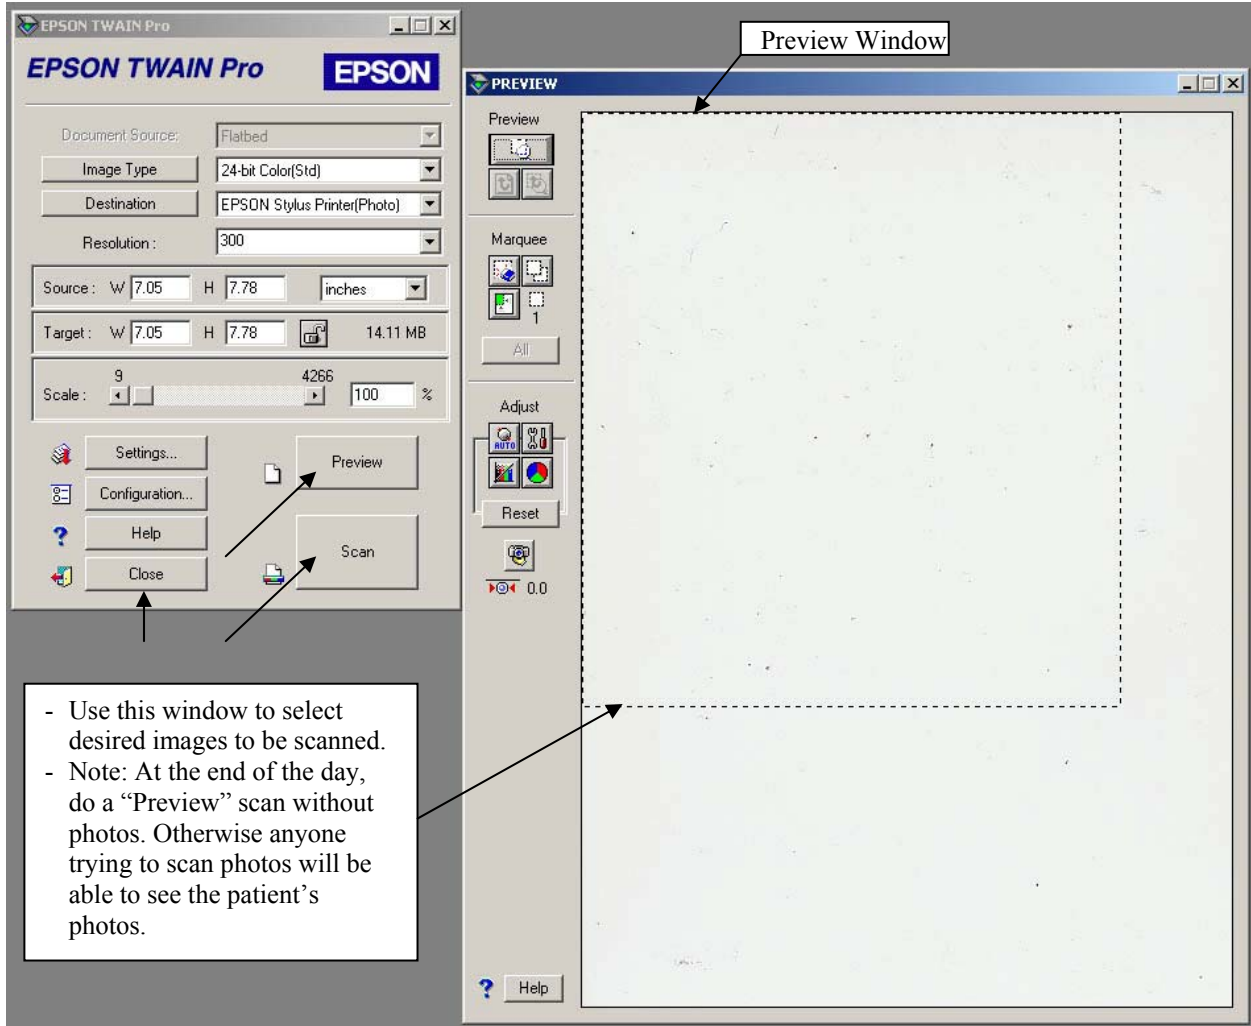 EPSON TWAIN Pro
EPSON TWAIN Pro
EPSON
Document Source:
Flatbed
Image Type
24-bit Color(Std)
Destination
EPSON Stylus Printer(Photo)
Resolution :
300
Source : W 7.05 H 7.78 inches
Target : W 7.05 H 7.78 14.11 MB
9 4266
Scale : 100 %
Settings...
Preview
Configuration...
Help
Scan
Close
Preview Window
PREVIEW
Preview
Marquee
1
All
Adjust
AUTO
Reset
0.0
Help
- Use this window to select
desired images to be scanned.
- Note: At the end of the day,
do a “Preview” scan without
photos. Otherwise anyone
trying to scan photos will be
able to see the patient’s
photos.